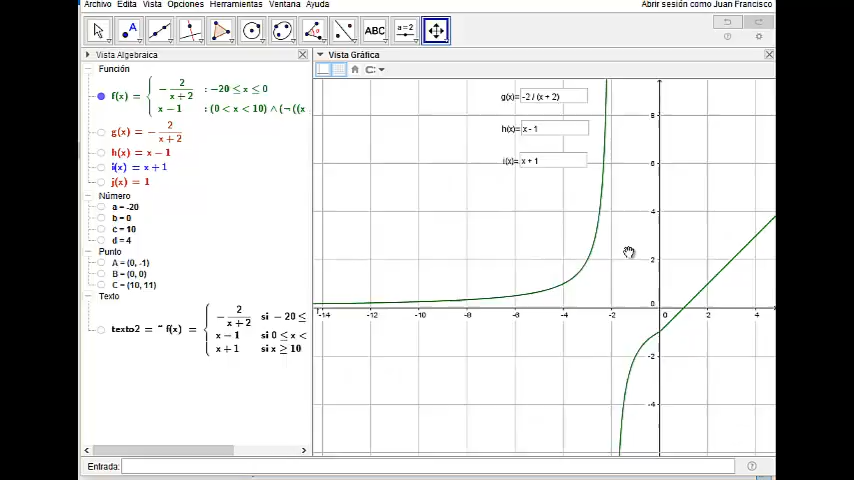 Archivo Edita Vista Opciones Herramientas Ventana Ayuda Abrir sesión como Juan Francisco
A ABC a=2
Vista Algebraica
Vista Gráfica
Función
f(x) = { - 2/(x+2) : -20 ≤ x ≤ 0
x - 1 : (0 < x < 10) ∧ (¬ ((x
g(x) = - 2/(x+2)
h(x) = x - 1
i(x) = x + 1
j(x) = 1
Número
a = -20
b = 0
c = 10
d = 4
Punto
A = (0, -1)
B = (0, 0)
C = (10, 11)
Texto
texto2 = " f(x) = { - 2/(x+2) si -20 ≤
x - 1 si 0 ≤ x <
x + 1 si x ≥ 10
g(x)= -2 / (x + 2)
h(x)= x - 1
i(x)= x + 1
8
6
4
2
0
-14 -12 -10 -8 -6 -4 -2 0 2 4
-2
-4
Entrada: